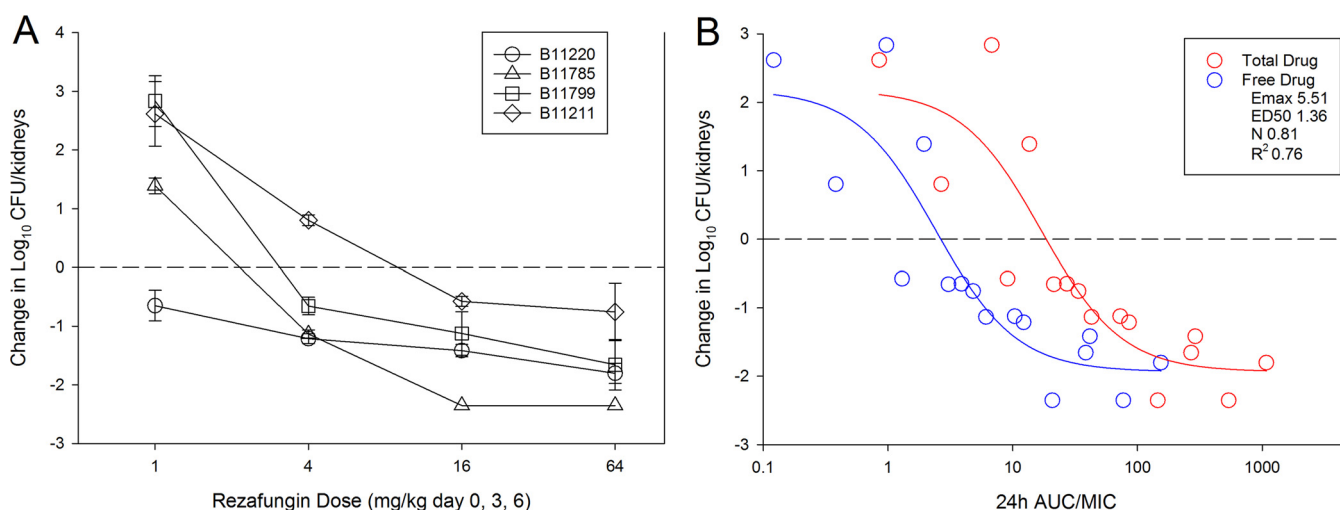 A
Change in Log10 CFU/kidneys
4
3
2
1
0
-1
-2
-3
1
4
16
64
Rezafungin Dose (mg/kg day 0, 3, 6)
B11220
B11785
B11799
B11211
B
Change in Log10 CFU/kidneys
3
2
1
0
-1
-2
-3
0.1
1
10
100
1000
24h AUC/MIC
Total Drug
Free Drug
Emax 5.51
ED50 1.36
N 0.81
R2 0.76